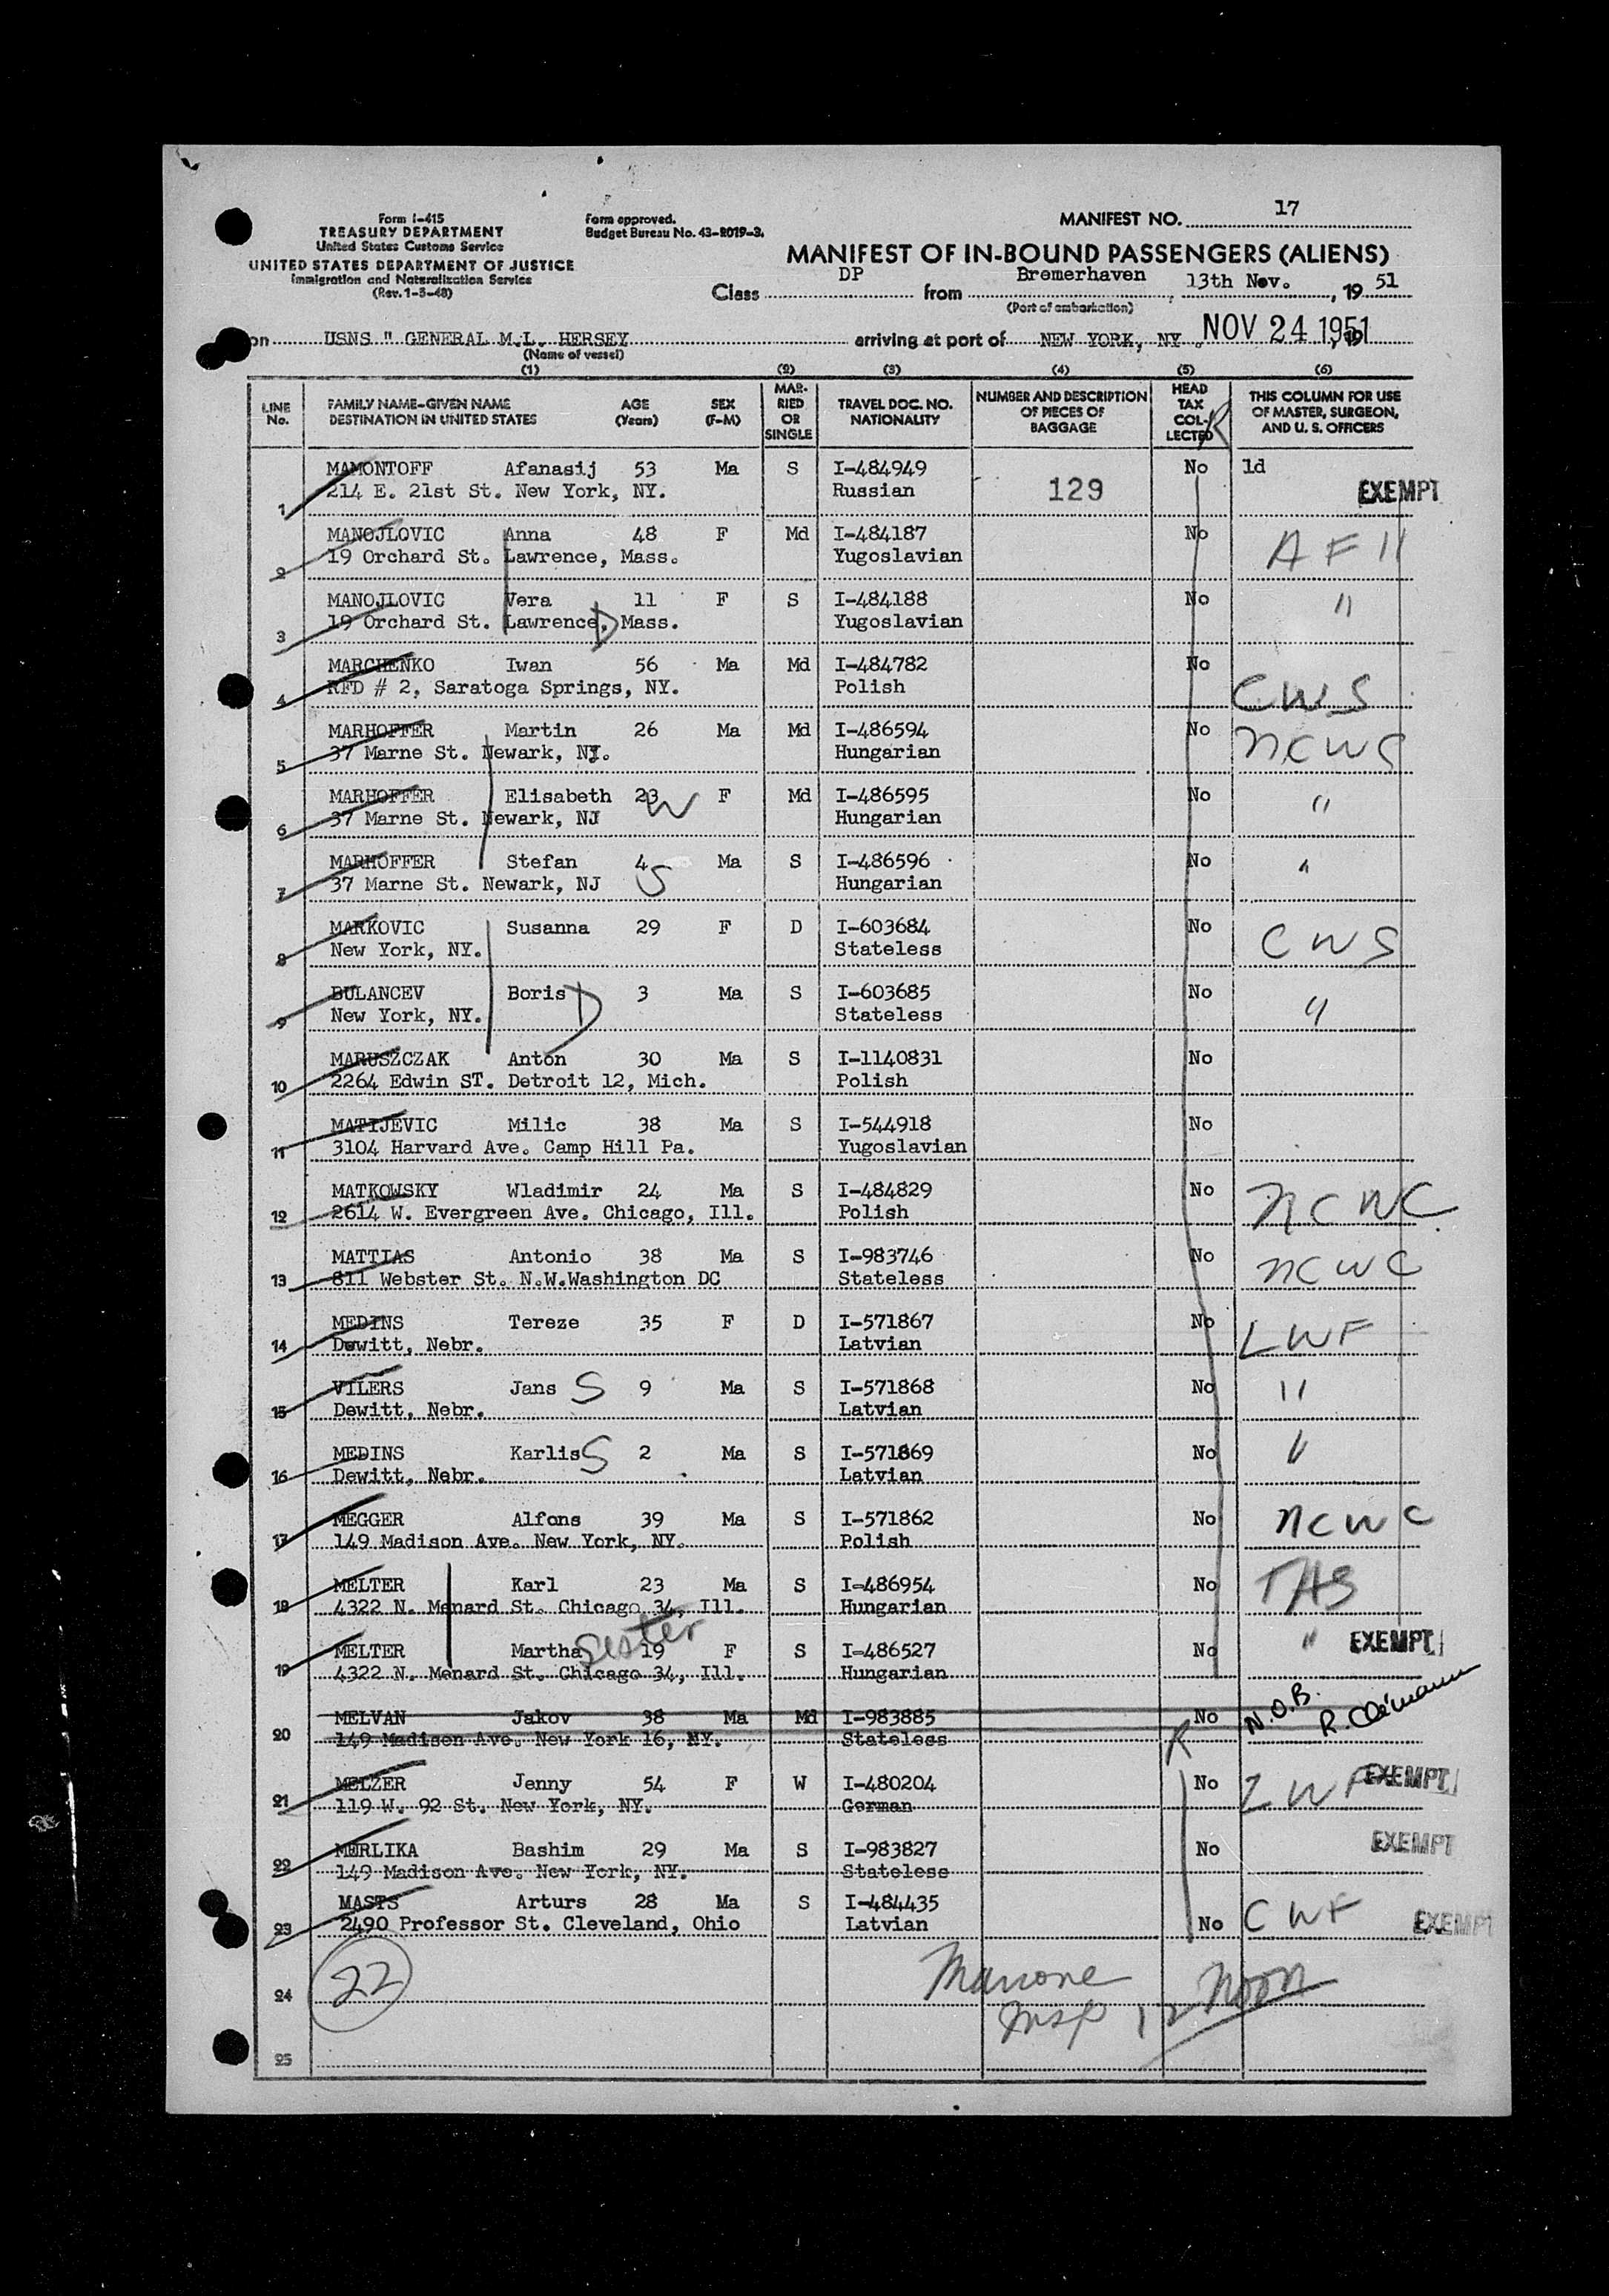 Form I-415
TREASURY DEPARTMENT
United States Customs Service
UNITED STATES DEPARTMENT OF JUSTICE
Immigration and Naturalization Service
(Rev. 1-3-48)
Form approved.
Budget Bureau No. 43-R019-3.
MANIFEST NO. 17
MANIFEST OF IN-BOUND PASSENGERS (ALIENS)
Class DP from Bremerhaven, 13th Nov., 19 51
(Port of embarkation)
on USNS " GENERAL M.L. HERSEY arriving at port of NEW YORK, NY. NOV 24 1951, 19
(Name of vessel)
(1) (2) (3) (4) (5) (6)
LINE No. FAMILY NAME-GIVEN NAME DESTINATION IN UNITED STATES AGE (Years) SEX (F-M) MAR-RIED OR SINGLE TRAVEL DOC. NO. NATIONALITY NUMBER AND DESCRIPTION OF PIECES OF BAGGAGE HEAD TAX COL-LECTED THIS COLUMN FOR USE OF MASTER, SURGEON, AND U. S. OFFICERS
R
MAMONTOFF Afanasij 53 Ma S I-484949 No 1d
1 214 E. 21st St. New York, NY. Russian 129 EXEMPT
MANOJLOVIC Anna 48 F Md I-484187 No AF11
2 19 Orchard St. Lawrence, Mass. Yugoslavian
MANOJLOVIC Vera 11 F S I-484188 No "
3 19 Orchard St. Lawrence, Mass. Yugoslavian
D
MARCHENKO Iwan 56 Ma Md I-484782 No
4 RFD # 2, Saratoga Springs, NY. Polish CWS
MARHOFFER Martin 26 Ma Md I-486594 No NCWC
5 37 Marne St. Newark, NJ. Hungarian
MARHOFFER Elisabeth 23 W F Md I-486595 No "
6 37 Marne St. Newark, NJ Hungarian
MARHOFFER Stefan 4 S Ma S I-486596 No "
7 37 Marne St. Newark, NJ Hungarian
MARKOVIC Susanna 29 F D I-603684 No CWS
8 New York, NY. Stateless
BULANCEV Boris D 3 Ma S I-603685 No "
9 New York, NY. Stateless
MARUSZCZAK Anton 30 Ma S I-1140831 No
10 2264 Edwin ST. Detroit 12, Mich. Polish
MATIJEVIC Milic 38 Ma S I-544918 No
11 3104 Harvard Ave. Camp Hill Pa. Yugoslavian
MATKOWSKY Wladimir 24 Ma S I-484829 No NCWC
12 2614 W. Evergreen Ave. Chicago, Ill. Polish
MATTIAS Antonio 38 Ma S I-983746 No NCWC
13 811 Webster St. N.W.Washington DC Stateless
MEDINS Tereze 35 F D I-571867 No LWF
14 Dewitt, Nebr. Latvian
VILERS Jans S 9 Ma S I-571868 No "
15 Dewitt, Nebr. Latvian
MEDINS Karlis S 2 Ma S I-571869 No "
16 Dewitt, Nebr. Latvian
MEGGER Alfons 39 Ma S I-571862 No NCWC
17 149 Madison Ave. New York, NY. Polish
MELTER Karl 23 Ma S I-486954 No
18 4322 N. Menard St. Chicago 34, Ill. Hungarian
MELTER Martha sister 19 F S I-486527 No " EXEMPT
19 4322 N. Menard St. Chicago 34, Ill. Hungarian
MELVAN Jakov 38 Ma Md I-983885 No N.O.B.
20 149 Madison Ave. New York 16, NY. Stateless
R
MELZER Jenny 54 F W I-480204 No LWF EXEMPT
21 119 W. 92 St. New York, NY. German
MERLIKA Bashim 29 Ma S I-983827 No EXEMPT
22 149 Madison Ave. New York, NY. Stateless
MASTS Arturs 28 Ma S I-484435
23 2490 Professor St. Cleveland, Ohio Latvian No CWF EXEMPT
24 22
Insp 12 Noon
25